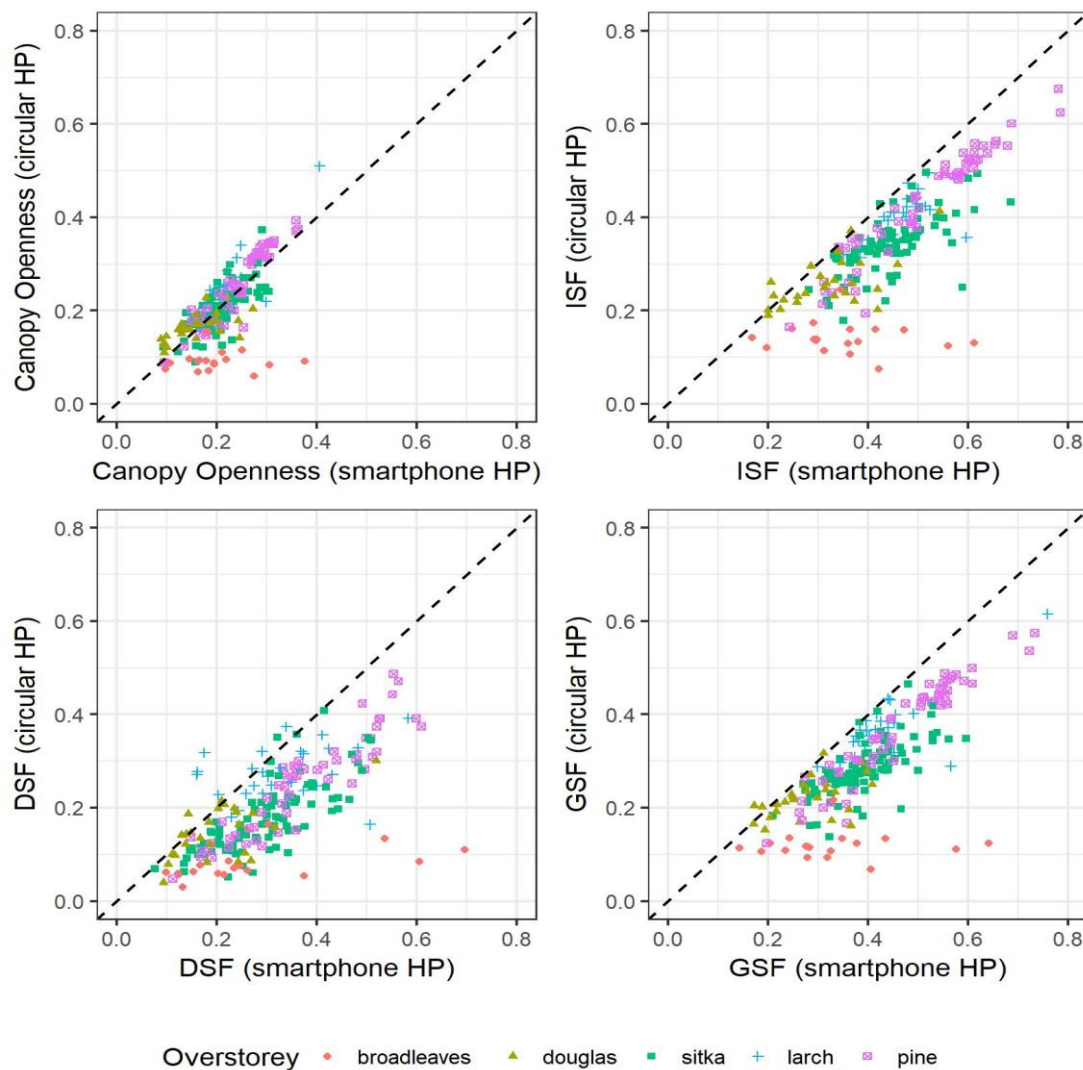 0.8
0.6
0.4
0.2
0.0
Canopy Openness (circular HP)
0.0 0.2 0.4 0.6 0.8
Canopy Openness (smartphone HP)
0.8
0.6
0.4
0.2
0.0
ISF (circular HP)
0.0 0.2 0.4 0.6 0.8
ISF (smartphone HP)
0.8
0.6
0.4
0.2
0.0
DSF (circular HP)
0.0 0.2 0.4 0.6 0.8
DSF (smartphone HP)
0.8
0.6
0.4
0.2
0.0
GSF (circular HP)
0.0 0.2 0.4 0.6 0.8
GSF (smartphone HP)
Overstorey broadleaves douglas sitka larch pine